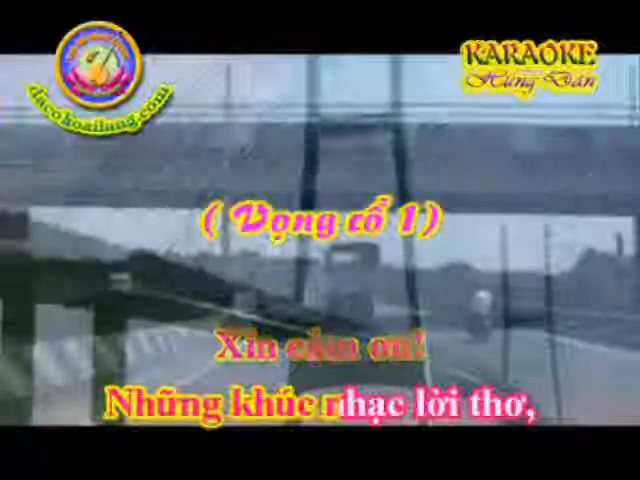 KARAOKE
Hùng Dân
dacohoailang.com
( Vọng cổ 1)
Xin cảm ơn!
Những khúc nhạc lời thơ,